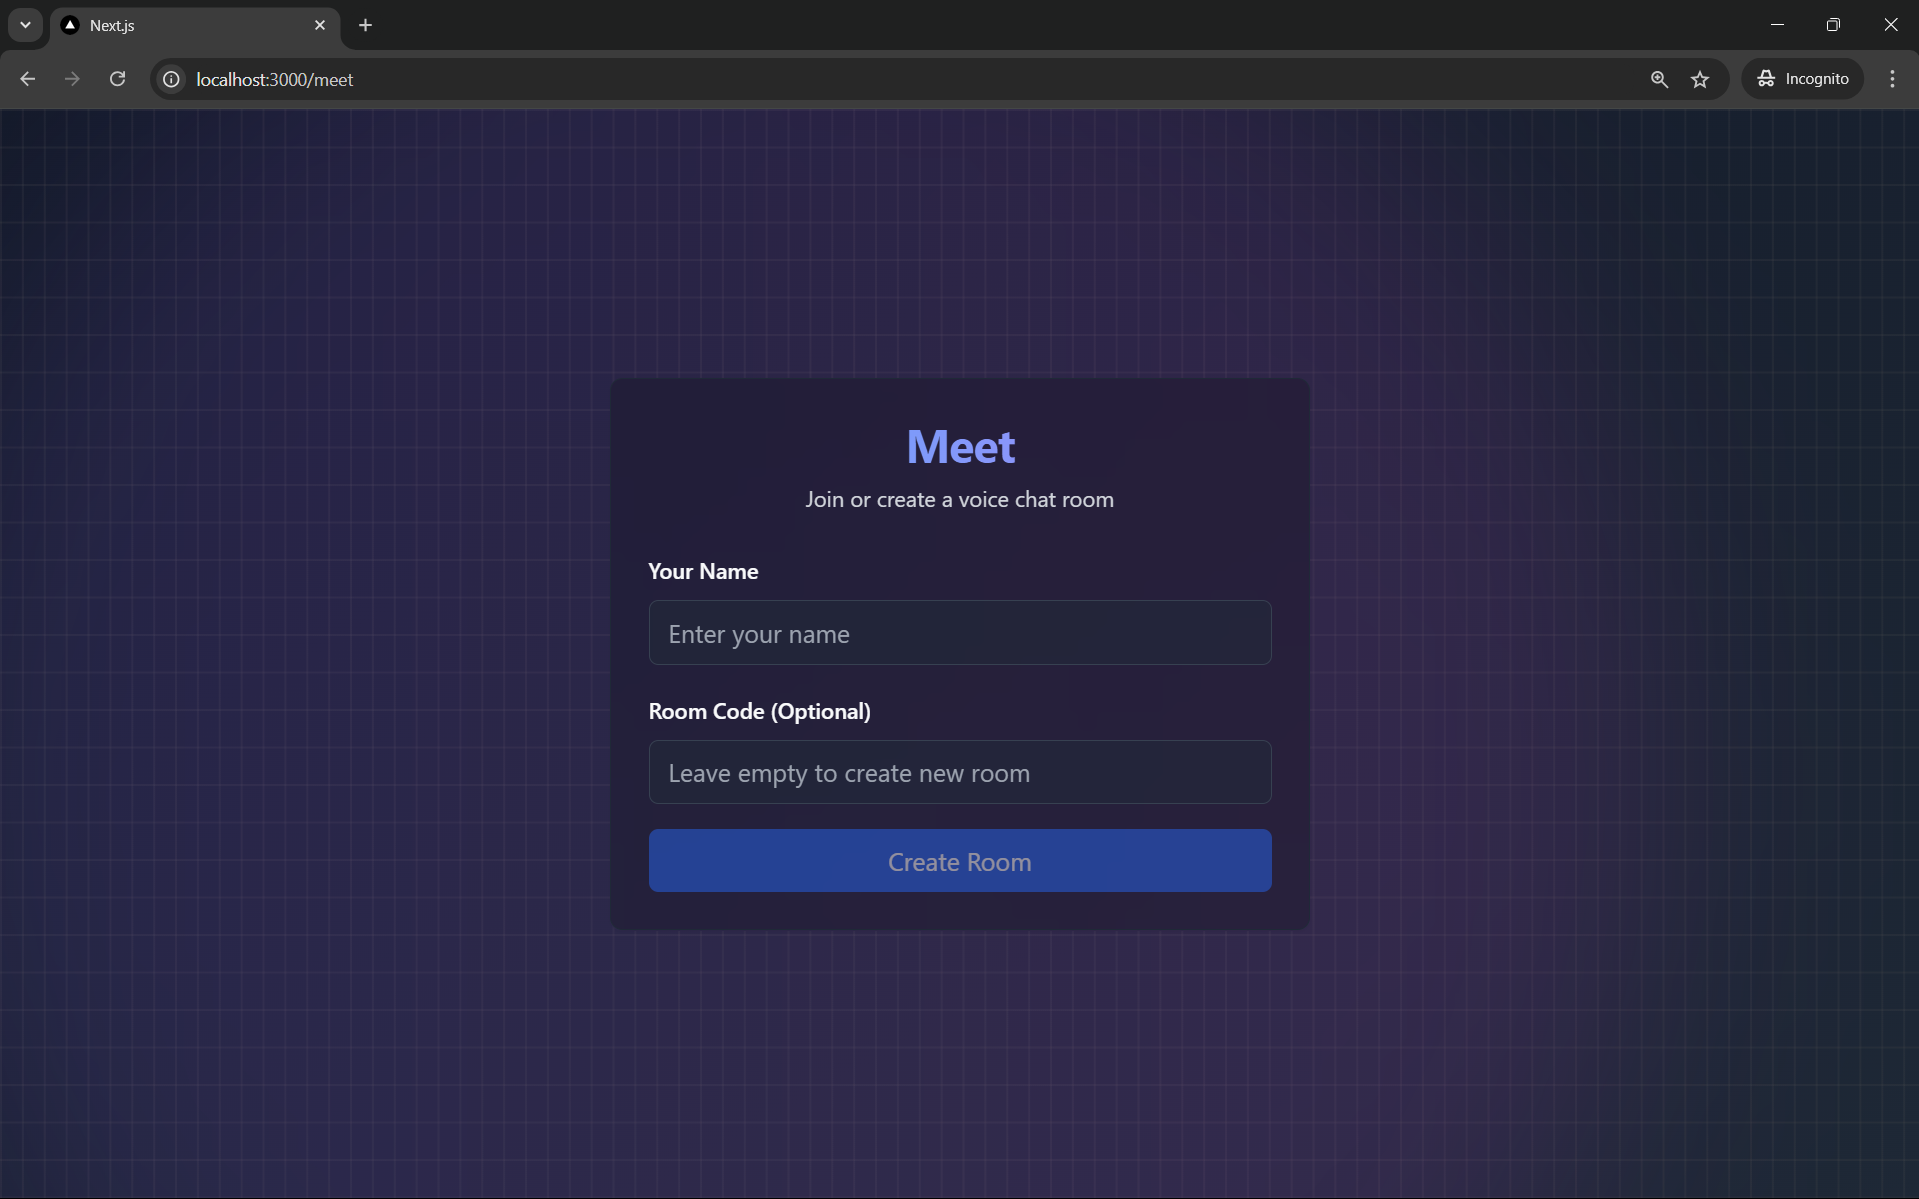 Next.js
localhost:3000/meet
Incognito
Meet
Join or create a voice chat room
Your Name
Enter your name
Room Code (Optional)
Leave empty to create new room
Create Room